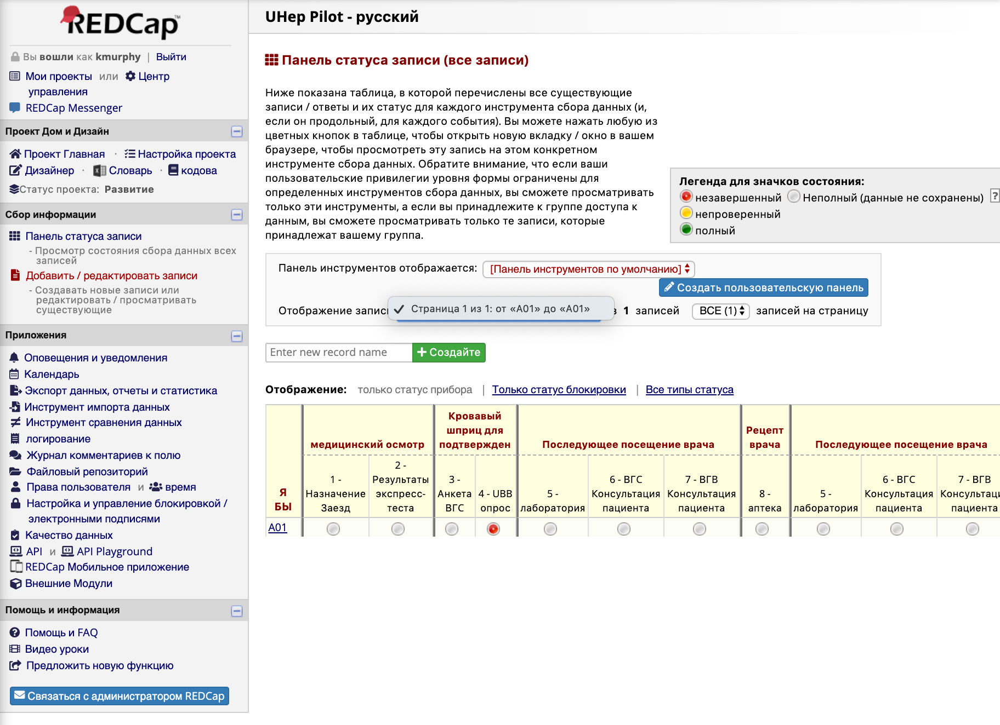 REDCap™
Вы вошли как kmurphy | Выйти
Мои проекты или Центр
управления
REDCap Messenger
Проект Дом и Дизайн
Проект Главная · Настройка проекта
Дизайнер · Словарь · кодова
Статус проекта: Развитие
Сбор информации
Панель статуса записи
- Просмотр состояния сбора данных всех
записей
Добавить / редактировать записи
- Создавать новые записи или
редактировать / просматривать
существующие
Приложения
Оповещения и уведомления
Календарь
Экспорт данных, отчеты и статистика
Инструмент импорта данных
Инструмент сравнения данных
логирование
Журнал комментариев к полю
Файловый репозиторий
Права пользователя и время
Настройка и управление блокировкой /
электронными подписями
Качество данных
API и API Playground
REDCap Мобильное приложение
Внешние Модули
Помощь и информация
Помощь и FAQ
Видео уроки
Предложить новую функцию
Связаться с администратором REDCap
UHep Pilot - русский
Панель статуса записи (все записи)
Ниже показана таблица, в которой перечислены все существующие
записи / ответы и их статус для каждого инструмента сбора данных (и,
если он продольный, для каждого события). Вы можете нажать любую из
цветных кнопок в таблице, чтобы открыть новую вкладку / окно в вашем
браузере, чтобы просмотреть эту запись на этом конкретном
инструменте сбора данных. Обратите внимание, что если ваши
пользовательские привилегии уровня формы ограничены для
определенных инструментов сбора данных, вы сможете просматривать
только эти инструменты, а если вы принадлежите к группе доступа к
данным, вы сможете просматривать только те записи, которые
принадлежат вашему группа.
Легенда для значков состояния:
незавершенный Неполный (данные не сохранены) ?
непроверенный
полный
Панель инструментов отображается: [Панель инструментов по умолчанию]
Создать пользовательскую панель
Отображение запис ✓ Страница 1 из 1: от «A01» до «A01» 1 записей ВСЕ (1) записей на страницу
Enter new record name + Создайте
Отображение: только статус прибора | Только статус блокировки | Все типы статуса
Я
БЫ
медицинский осмотр
Кровавый
шприц для
подтвержден
Последующее посещение врача
Рецепт
врача
Последующее посещение врача
1 -
Назначение
Заезд
2 -
Результаты
экспресс-
теста
3 -
Анкета
ВГС
4 - UBB
опрос
5 -
лаборатория
6 - ВГС
Консультация
пациента
7 - ВГВ
Консультация
пациента
8 -
аптека
5 -
лаборатория
6 - ВГС
Консультация
пациента
7 - ВГВ
Консультаци
пациента
A01